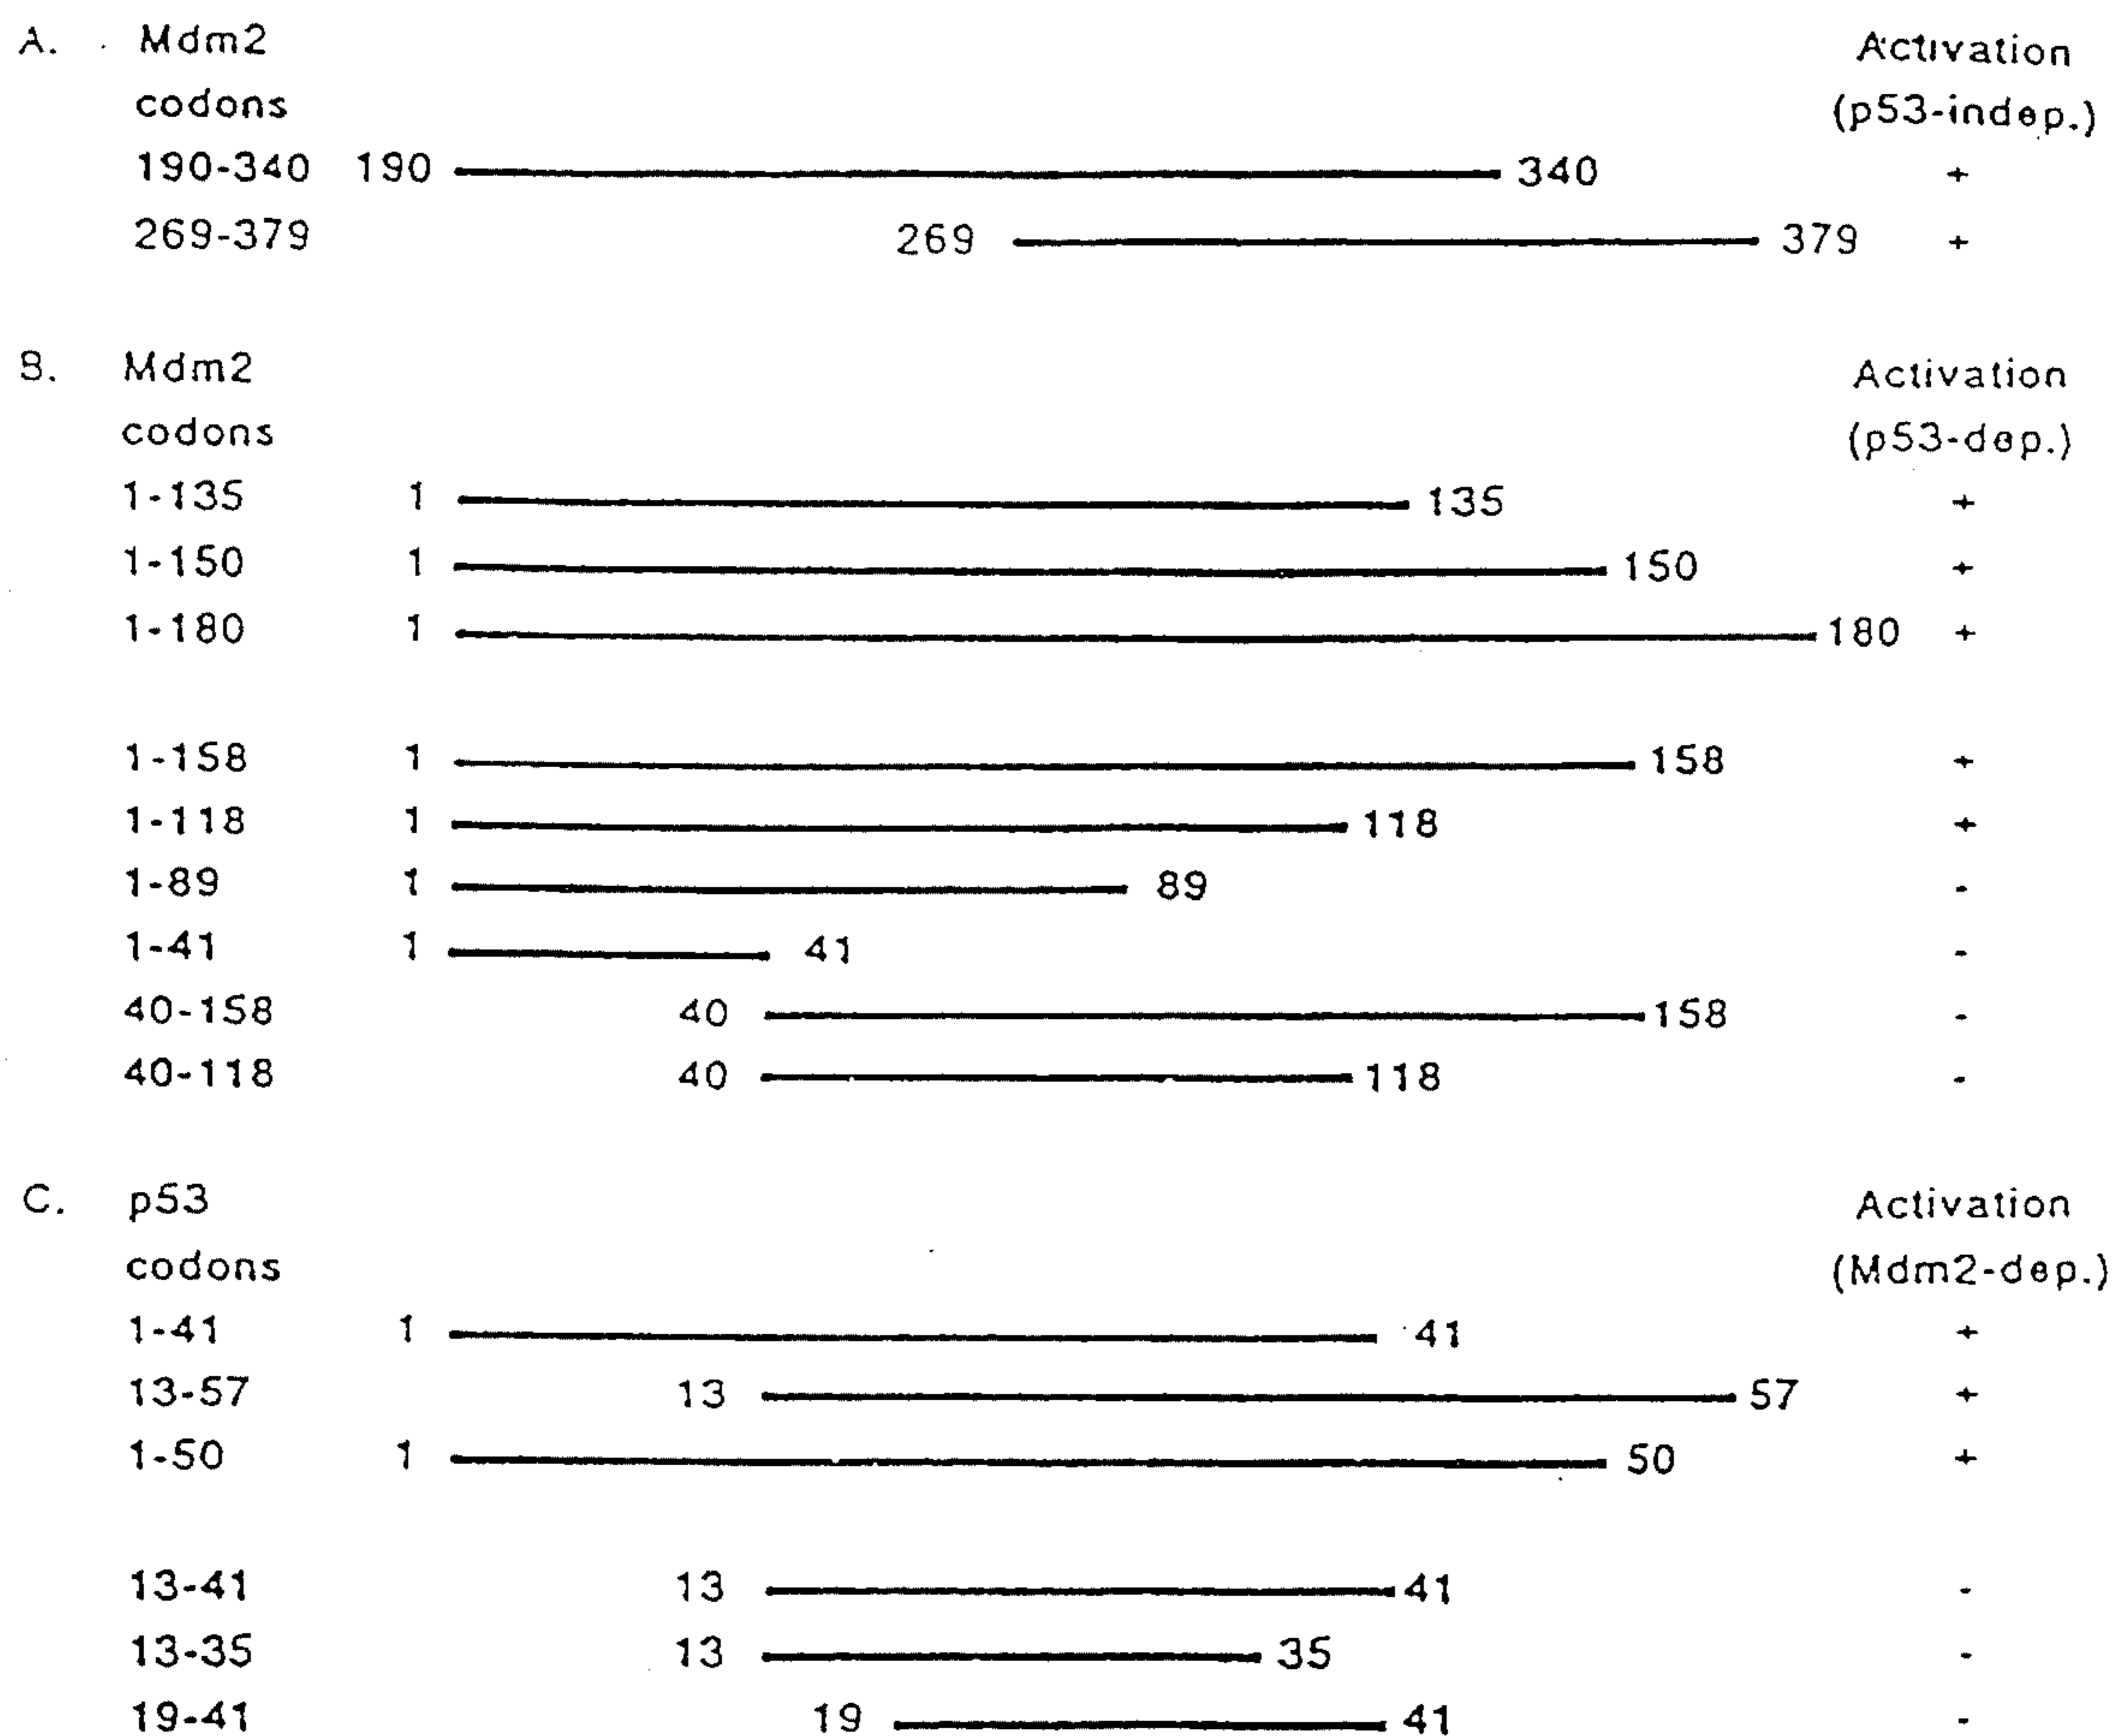 A. Mdm2 Activation
codons (p53-indep.)
190-340 190 340 +
269-379 269 379 +
B. Mdm2 Activation
codons (p53-dep.)
1-135 1 135 +
1-150 1 150 +
1-180 1 180 +
1-158 1 158 +
1-118 1 118 +
1-89 1 89 -
1-41 1 41 -
40-158 40 158 -
40-118 40 118 -
C. p53 Activation
codons (Mdm2-dep.)
1-41 1 41 +
13-57 13 57 +
1-50 1 50 +
13-41 13 41 -
13-35 13 35 -
19-41 19 41 -